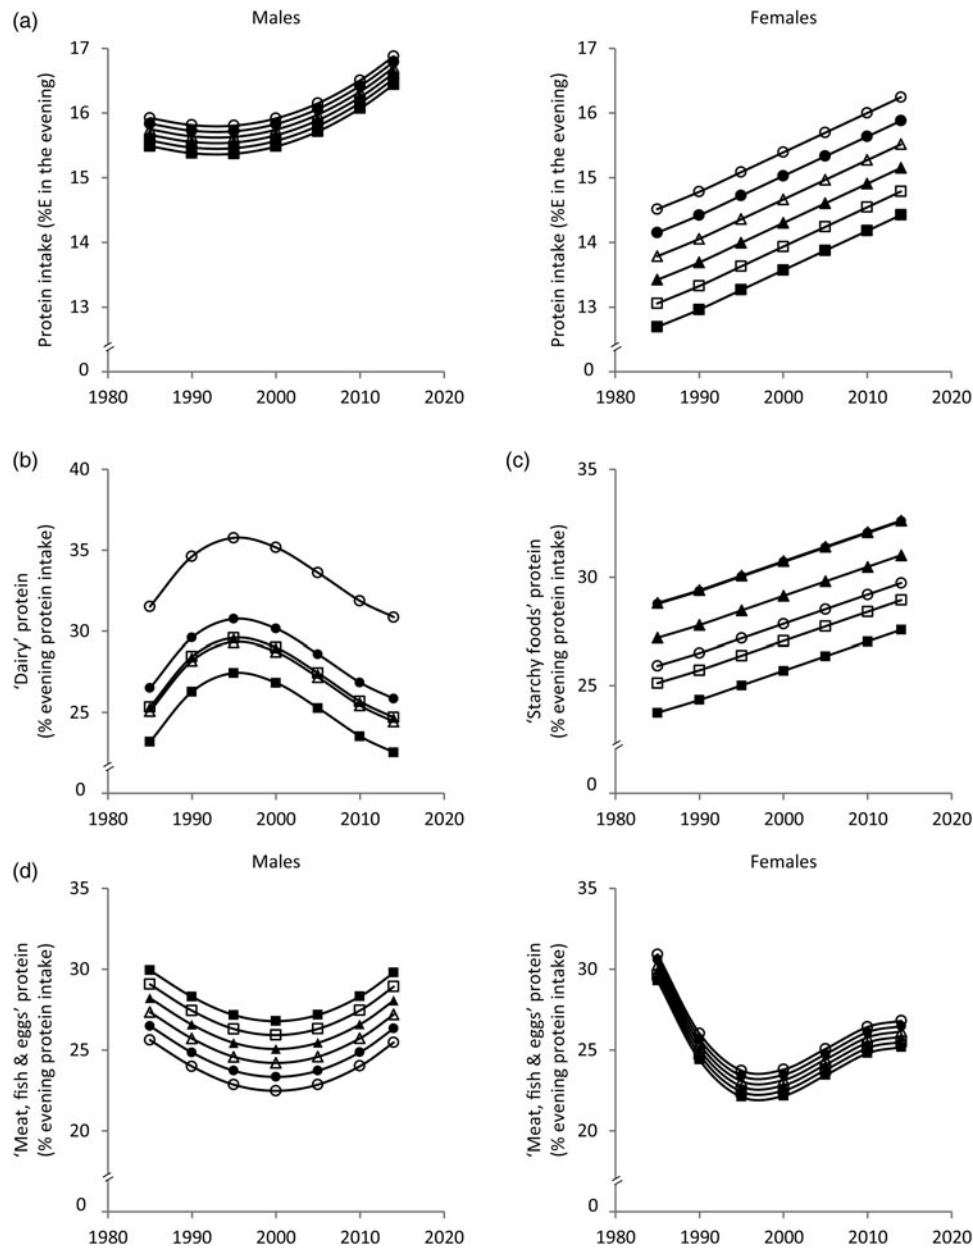 (a)
Males
Protein intake (%E in the evening)
17
16
15
14
13
0
1980 1990 2000 2010 2020
Females
Protein intake (%E in the evening)
17
16
15
14
13
0
1980 1990 2000 2010 2020
(b)
‘Dairy’ protein
(% evening protein intake)
40
35
30
25
0
1980 1990 2000 2010 2020
(c)
‘Starchy foods’ protein
(% evening protein intake)
35
30
25
0
1980 1990 2000 2010 2020
(d)
Males
‘Meat, fish & eggs’ protein
(% evening protein intake)
35
30
25
20
0
1980 1990 2000 2010 2020
Females
‘Meat, fish & eggs’ protein
(% evening protein intake)
35
30
25
20
0
1980 1990 2000 2010 2020